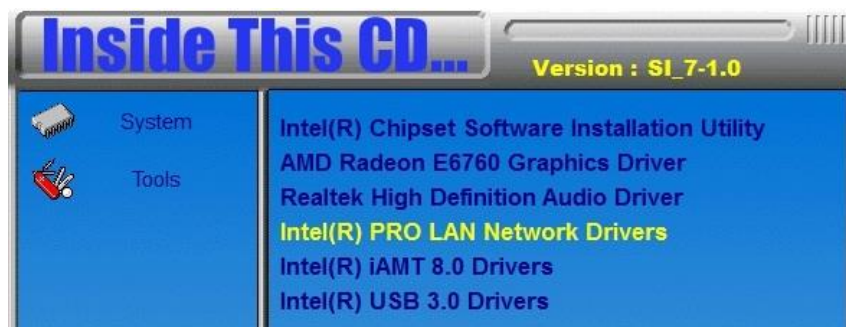 Inside This CD...
Version : SI_7-1.0
System
Tools
Intel(R) Chipset Software Installation Utility
AMD Radeon E6760 Graphics Driver
Realtek High Definition Audio Driver
Intel(R) PRO LAN Network Drivers
Intel(R) iAMT 8.0 Drivers
Intel(R) USB 3.0 Drivers